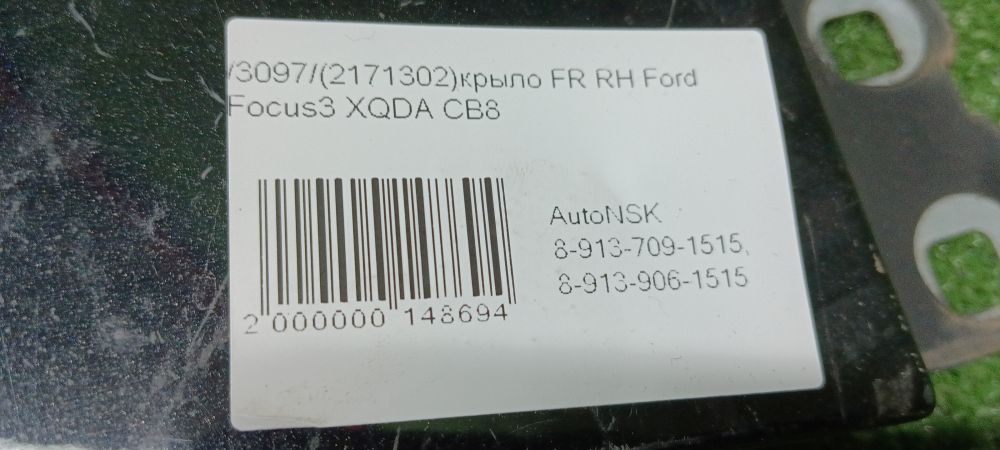 /3097/(2171302)крыло FR RH Ford
Focus3 XQDA CB8
AutoNSK
8-913-709-1515,
8-913-906-1515
2 000000 148694